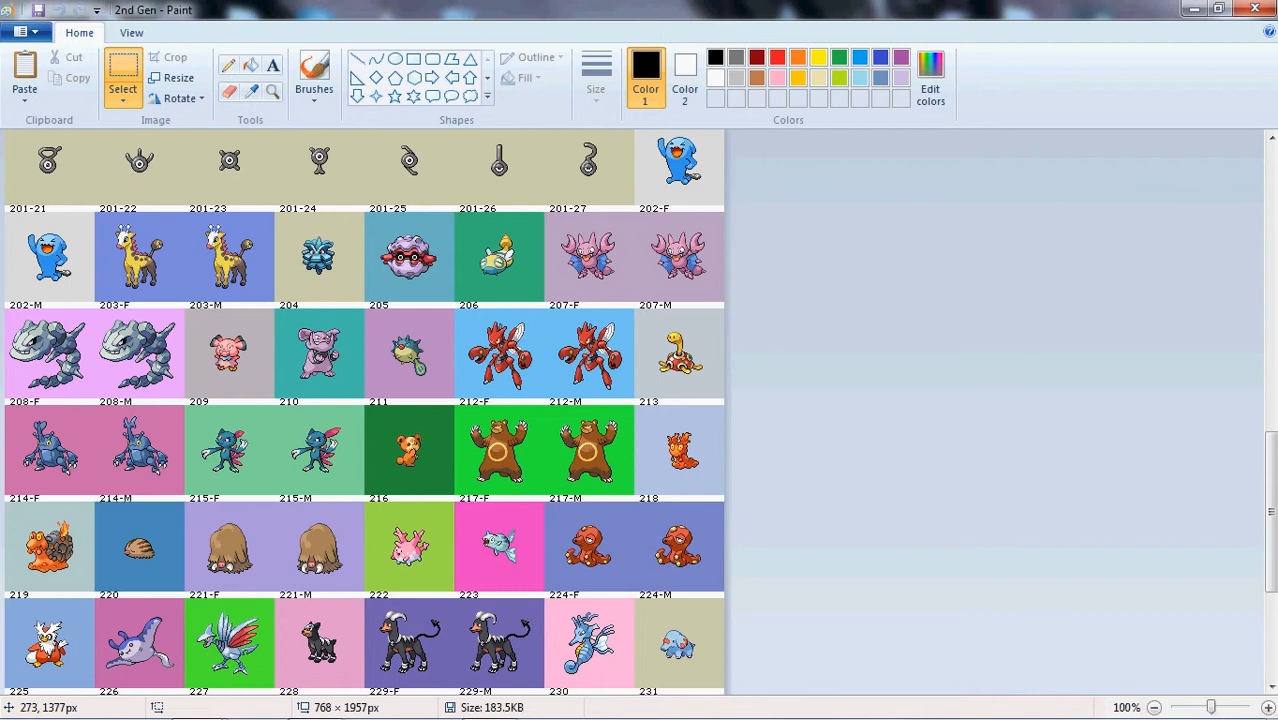 2nd Gen - Paint
Home View
Paste
Cut
Copy
Clipboard
Select
Crop
Resize
Rotate
Image
A
Tools
Brushes
Outline
Fill
Shapes
Size
Color 1
Color 2
Edit colors
Colors
201-21 201-22 201-23 201-24 201-25 201-26 201-27 202-F
202-M 203-F 203-M 204 205 206 207-F 207-M
208-F 208-M 209 210 211 212-F 212-M 213
214-F 214-M 215-F 215-M 216 217-F 217-M 218
219 220 221-F 221-M 222 223 224-F 224-M
225 226 227 228 229-F 229-M 230 231
273, 1377px 768 × 1957px Size: 183.5KB 100%